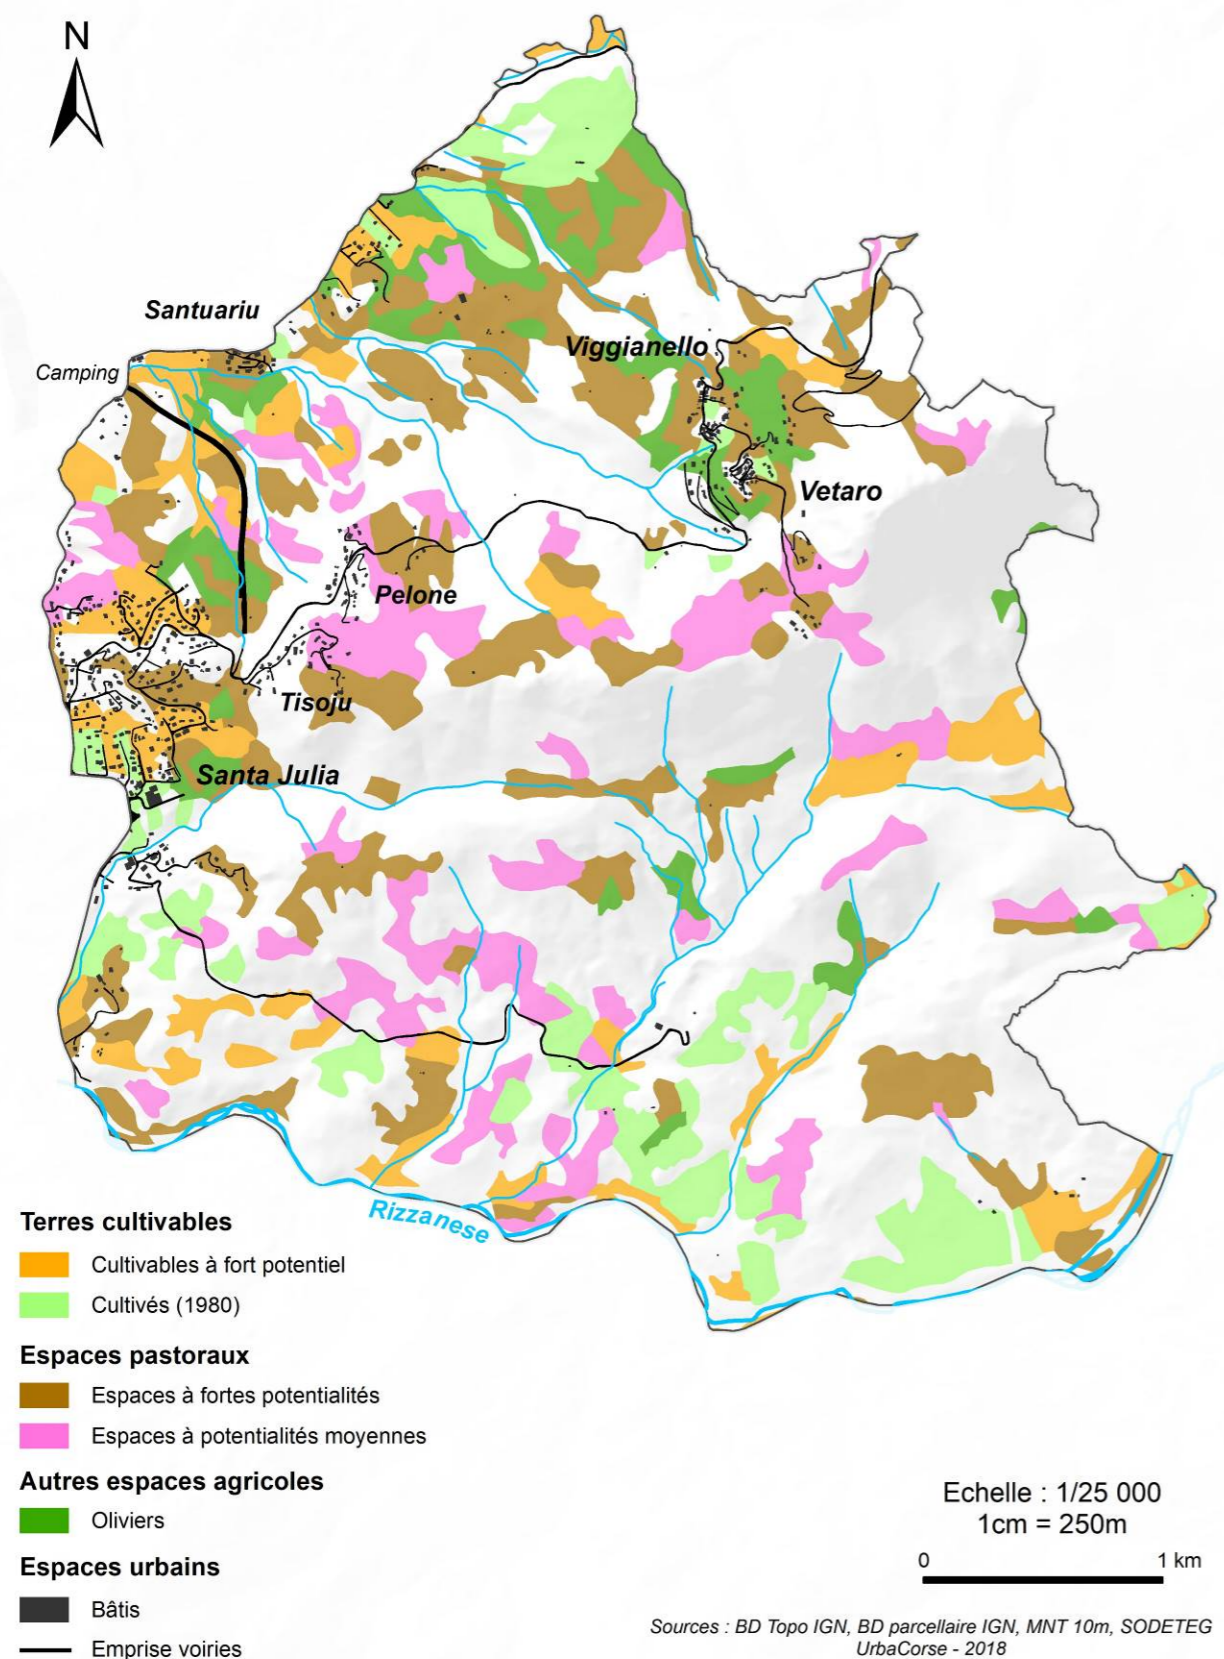 N
Santuariu
Camping
Viggianello
Vetaro
Pelone
Tisoju
Santa Julia
Rizzanese
Terres cultivables
Cultivables à fort potentiel
Cultivés (1980)
Espaces pastoraux
Espaces à fortes potentialités
Espaces à potentialités moyennes
Autres espaces agricoles
Oliviers
Espaces urbains
Bâtis
Emprise voiries
Echelle : 1/25 000
1cm = 250m
0 1 km
Sources : BD Topo IGN, BD parcellaire IGN, MNT 10m, SODETEG
UrbaCorse - 2018